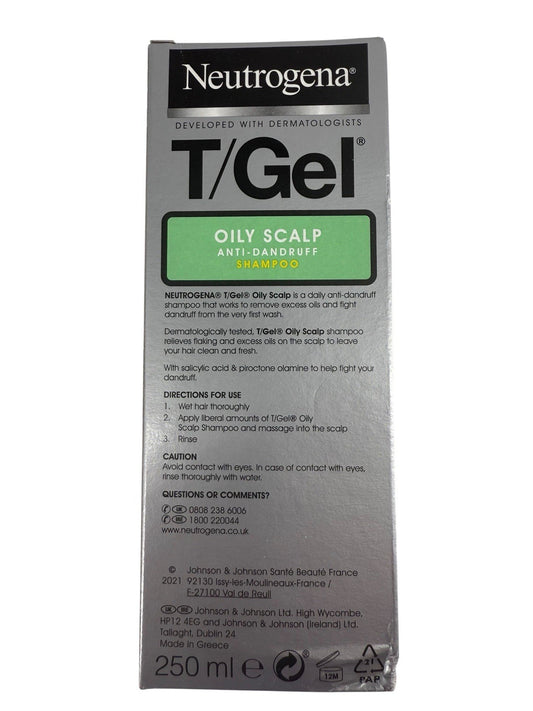 Neutrogena®
DEVELOPED WITH DERMATOLOGISTS
T/Gel®
OILY SCALP
ANTI-DANDRUFF
SHAMPOO
NEUTROGENA® T/Gel® Oily Scalp is a daily anti-dandruff
shampoo that works to remove excess oils and fight
dandruff from the very first wash.
Dermatologically tested, T/Gel® Oily Scalp shampoo
relieves flaking and excess oils on the scalp to leave
your hair clean and fresh.
With salicylic acid & piroctone olamine to help fight your
dandruff.
DIRECTIONS FOR USE
1. Wet hair thoroughly
2. Apply liberal amounts of T/Gel® Oily
Scalp Shampoo and massage into the scalp
3. Rinse
CAUTION
Avoid contact with eyes. In case of contact with eyes,
rinse thoroughly with water.
QUESTIONS OR COMMENTS?
UK 0808 238 6006
IRE 1800 220044
www.neutrogena.co.uk
© Johnson & Johnson Santé Beauté France
2021 92130 Issy-les-Moulineaux-France /
F-27100 Val de Reuil
UK IRE Johnson & Johnson Ltd. High Wycombe,
HP12 4EG and Johnson & Johnson (Ireland) Ltd.
Tallaght, Dublin 24
Made in Greece
250 ml e 12M 21
PAP